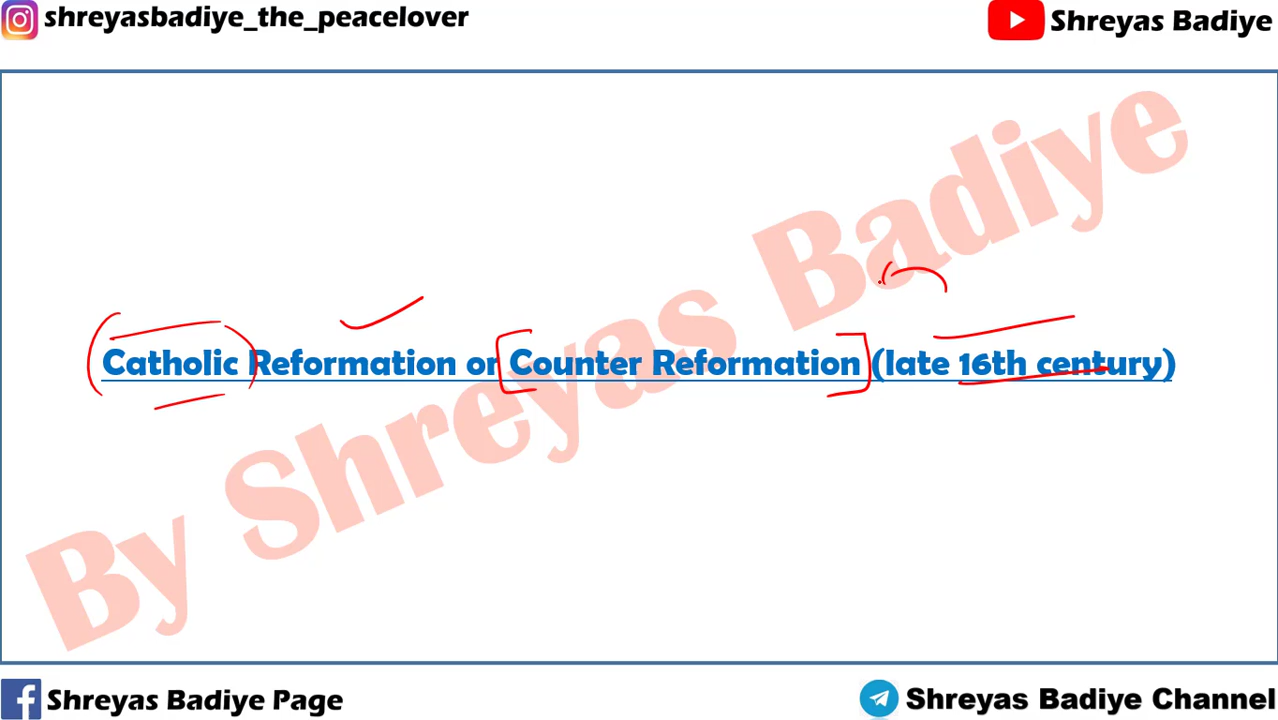 shreyasbadiye_the_peacelover
Shreyas Badiye
By Shreyas Badiye
Catholic Reformation or Counter Reformation (late 16th century)
Shreyas Badiye Page
Shreyas Badiye Channel